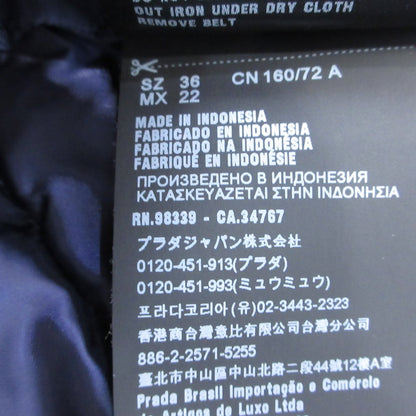 OUT IRON UNDER DRY CLOTH
REMOVE BELT
SZ 36 CN 160/72 A
MX 22
MADE IN INDONESIA
FABRICADO EN INDONESIA
FABRICADO NA INDONÉSIA
FABRIQUÉ EN INDONÉSIE
ПРОИЗВЕДЕНО В ИНДОНЕЗИЯ
ΚΑΤΑΣΚΕΥΑΖΕΤΑΙ ΣΤΗΝ ΙΝΔΟΝΗΣΙΑ
RN.98339 - CA.34767
プラダジャパン株式会社
0120-451-913(プラダ)
0120-451-993(ミュウミュウ)
프라다코리아 (유) 02-3443-2323
香港商台灣意比有限公司台灣分公司
886-2-2571-5255
臺北市中山區中山北路二段44號12樓A
Prada Brasil Importação e Comércio
de Artigos de Luxo Ltda